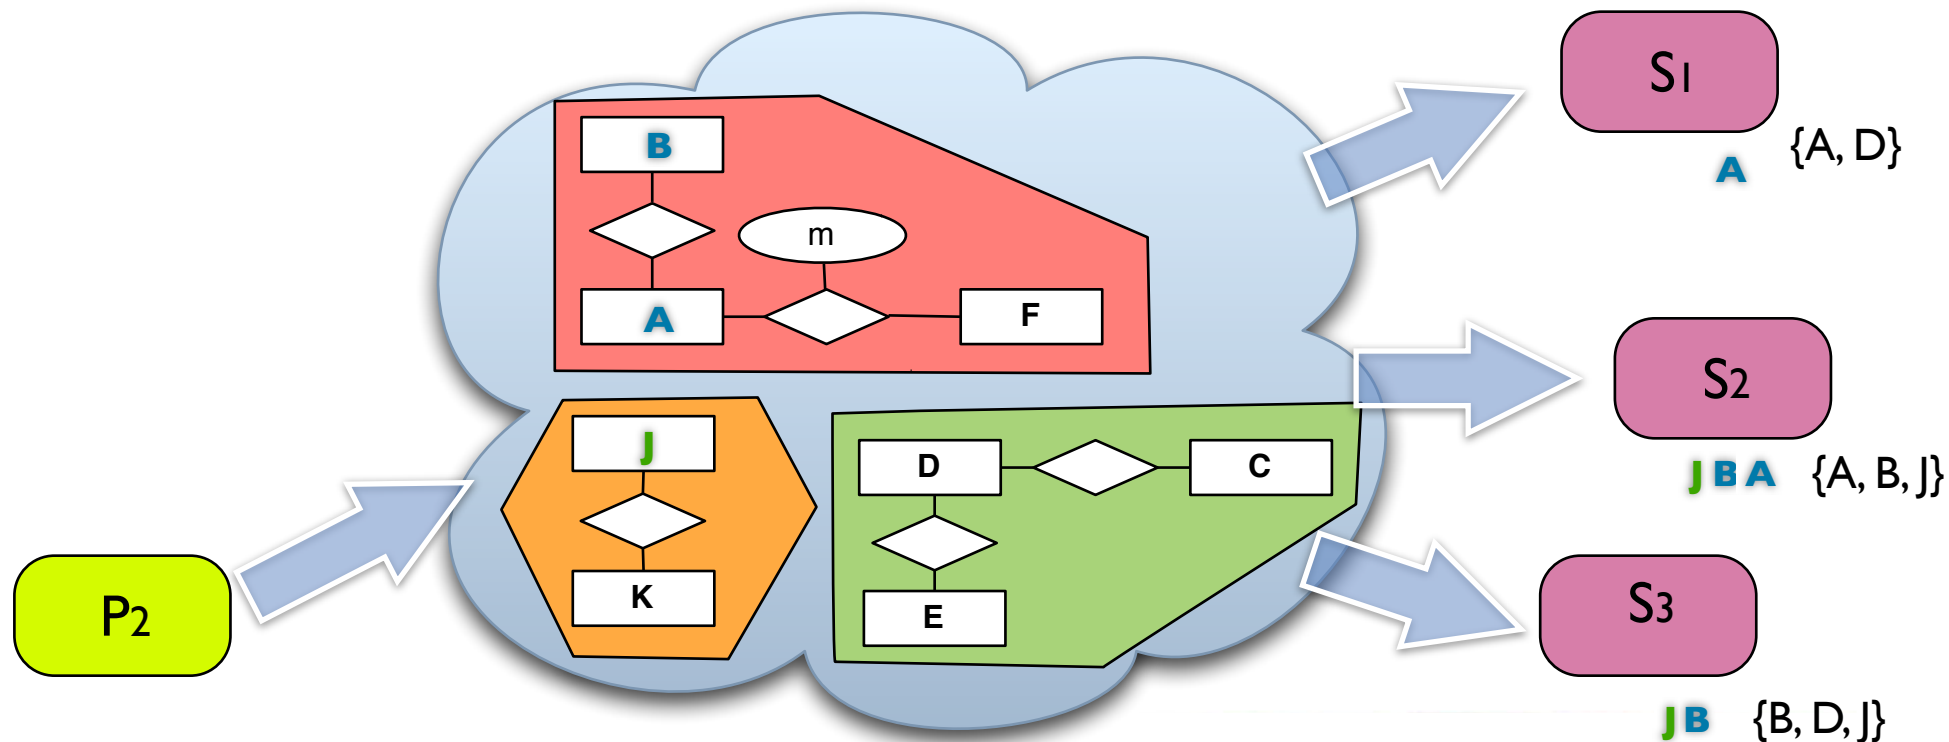 B
m
A
F
J
K
D
C
E
P2
S1
A {A, D}
S2
J B A {A, B, J}
S3
J B {B, D, J}